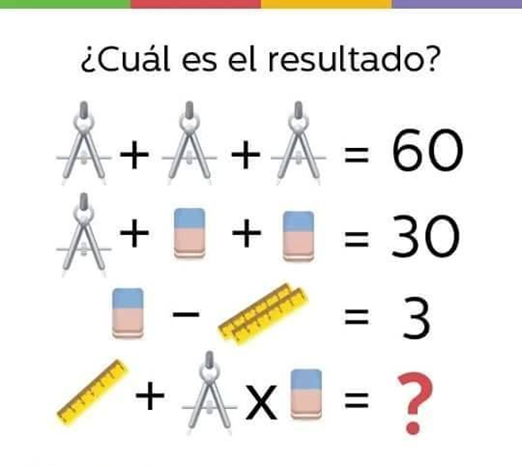 ¿Cuál es el resultado?
+ + = 60
+ + = 30
- = 3
+ x = ?